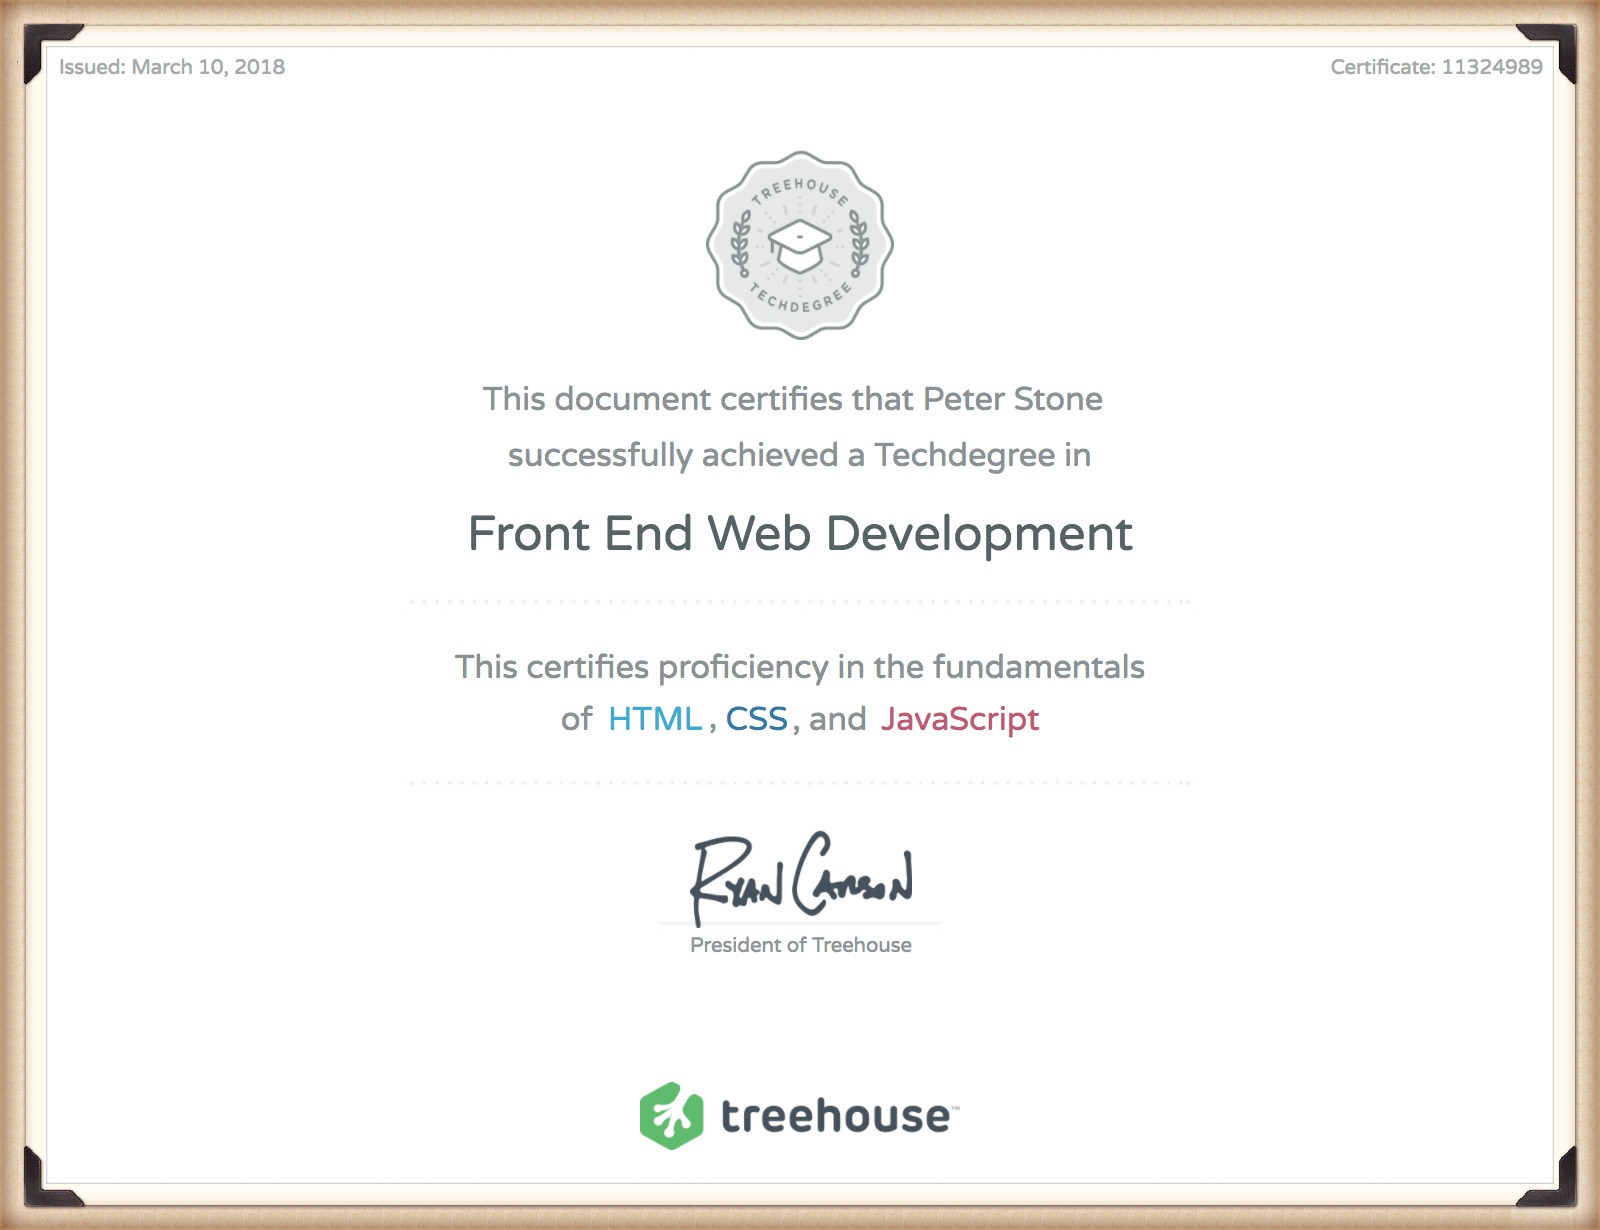 Issued: March 10, 2018
Certificate: 11324989
TREEHOUSE
TECHDEGREE
This document certifies that Peter Stone
successfully achieved a Techdegree in
Front End Web Development
This certifies proficiency in the fundamentals
of HTML, CSS, and JavaScript
Ryan Carson
President of Treehouse
treehouse™